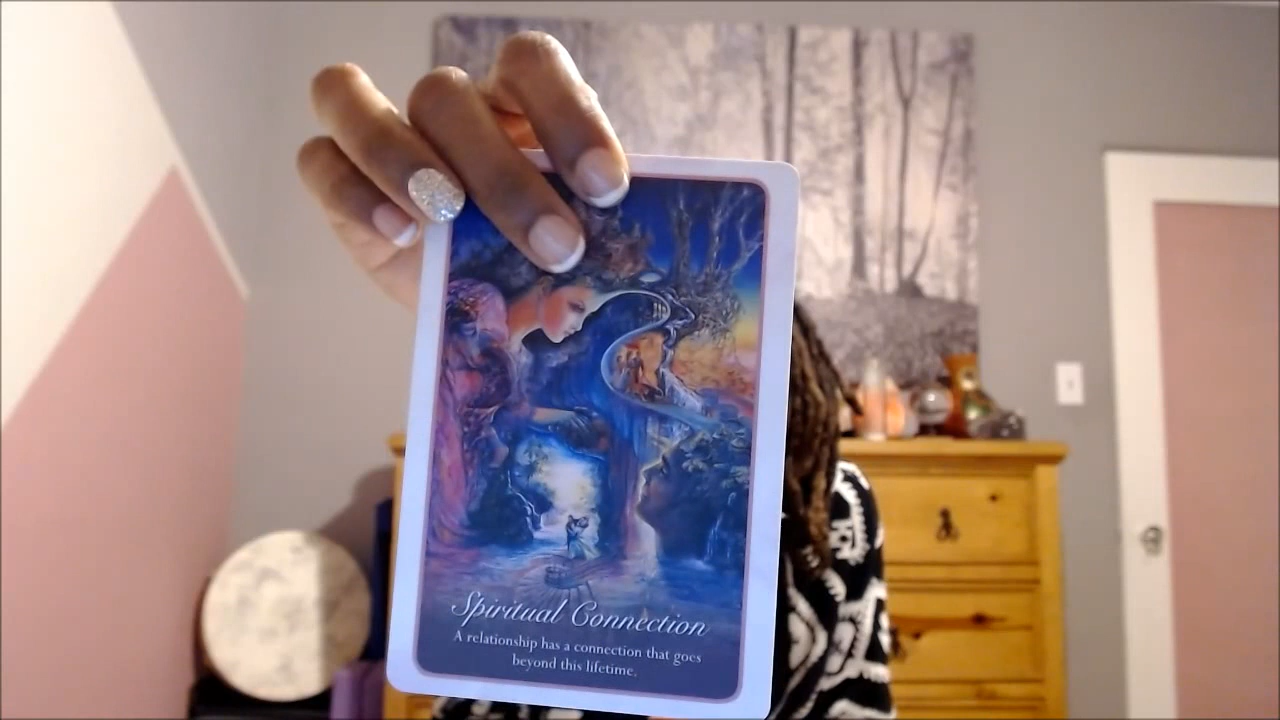 Spiritual Connection
A relationship has a connection that goes
beyond this lifetime.